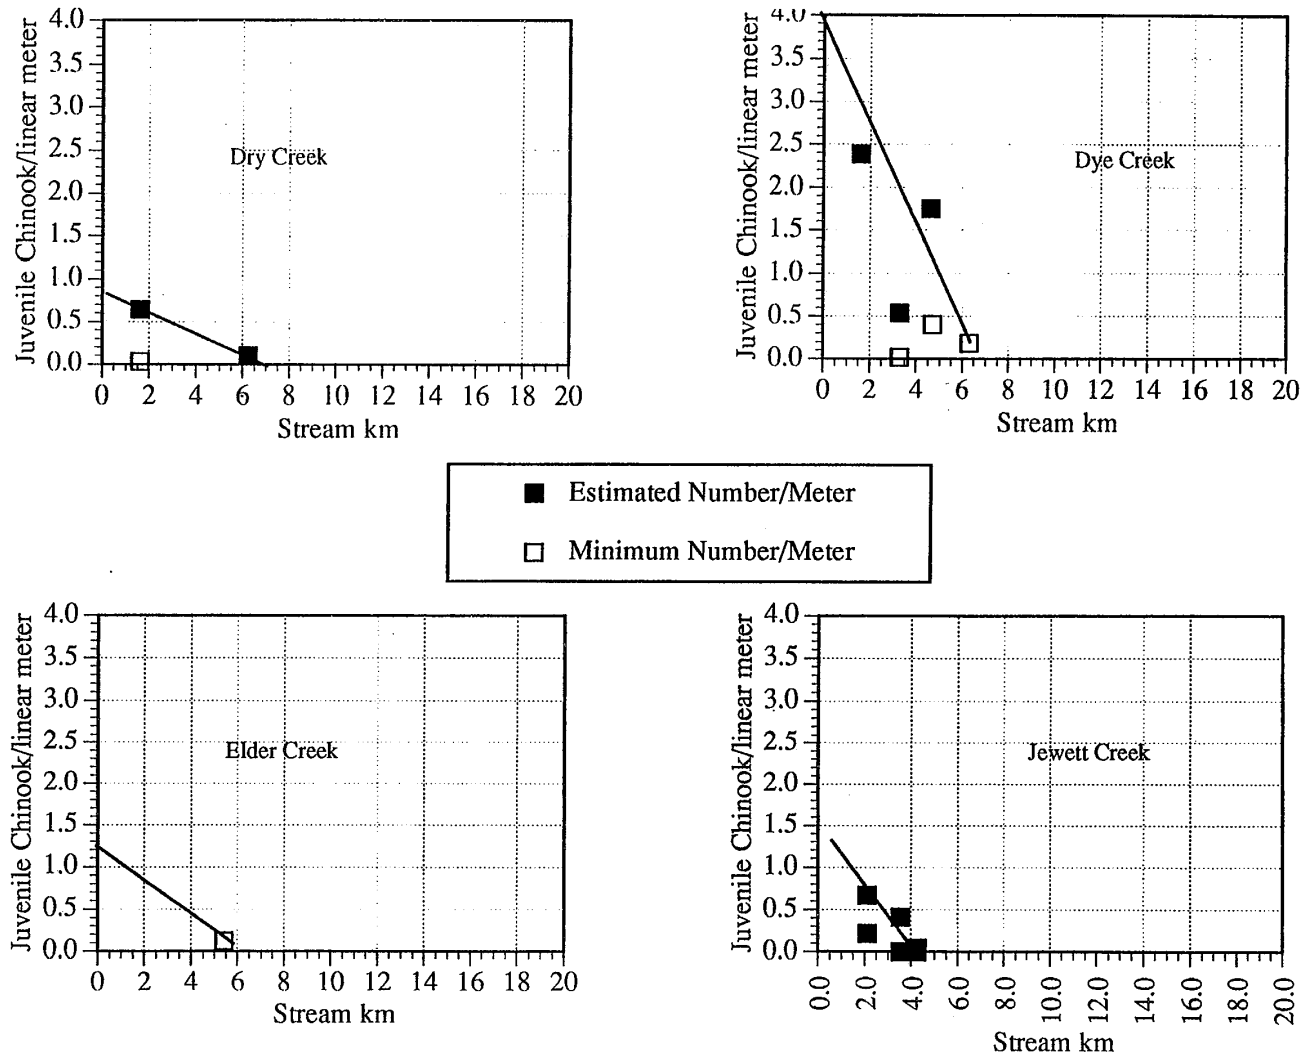 Juvenile Chinook/linear meter
4.0
3.5
3.0
2.5
2.0
1.5
1.0
0.5
0.0
Dry Creek
0 2 4 6 8 10 12 14 16 18 20
Stream km
Juvenile Chinook/linear meter
4.0
3.5
3.0
2.5
2.0
1.5
1.0
0.5
0.0
Dye Creek
0 2 4 6 8 10 12 14 16 18 20
Stream km
Estimated Number/Meter
Minimum Number/Meter
Juvenile Chinook/linear meter
4.0
3.5
3.0
2.5
2.0
1.5
1.0
0.5
0.0
Elder Creek
0 2 4 6 8 10 12 14 16 18 20
Stream km
Juvenile Chinook/linear meter
4.0
3.5
3.0
2.5
2.0
1.5
1.0
0.5
0.0
Jewett Creek
0.0 2.0 4.0 6.0 8.0 10.0 12.0 14.0 16.0 18.0 20.0
Stream km